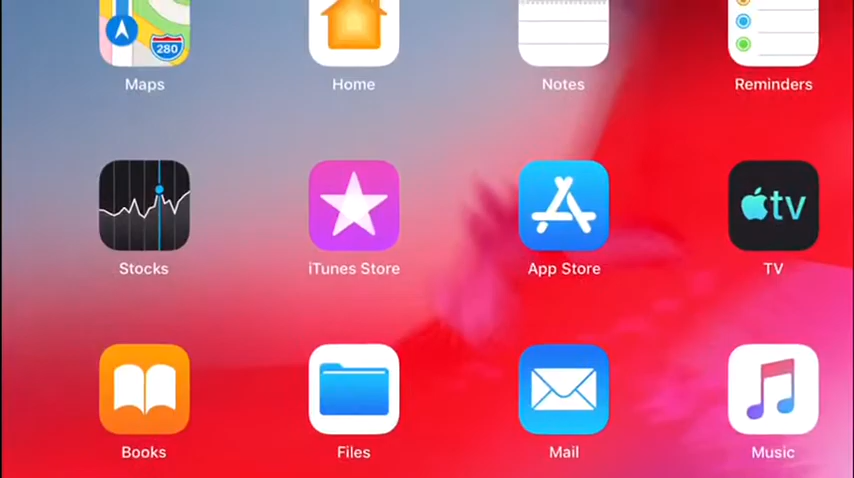 280
Maps
Home
Notes
Reminders
Stocks
iTunes Store
App Store
tv
TV
Books
Files
Mail
Music